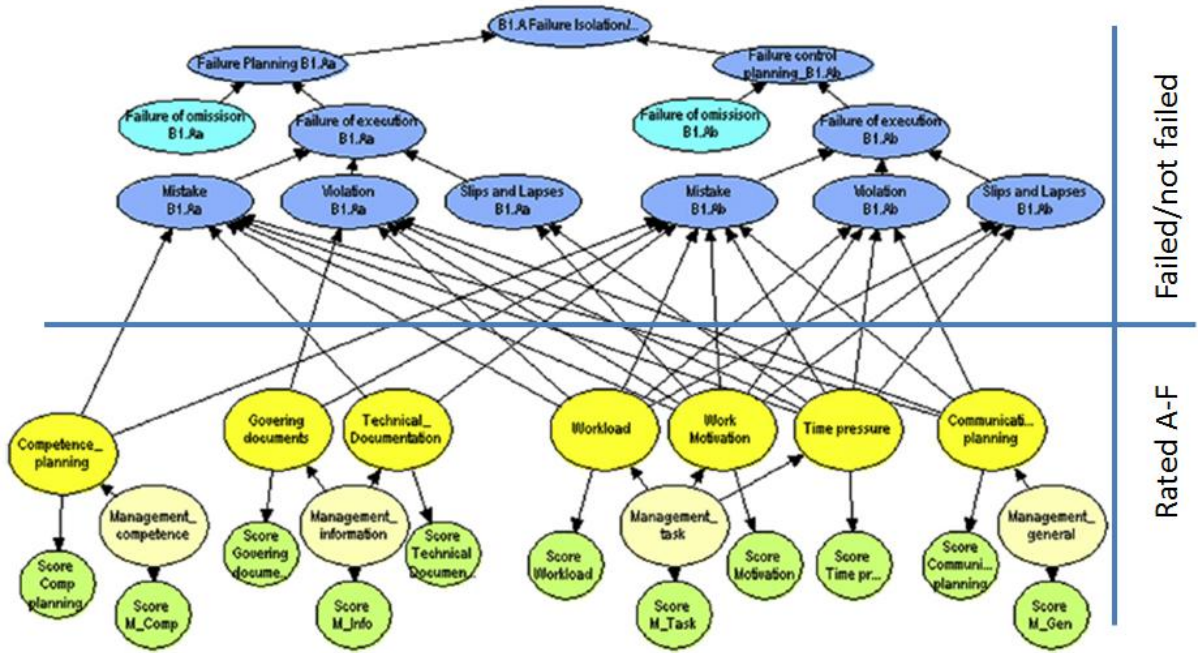 B1.A Failure Isolation/...
Failure Planning B1.Aa
Failure control
planning_B1.Ab
Failure of omissison
B1.Aa
Failure of execution
B1.Aa
Failure of omissison
B1.Ab
Failure of execution
B1.Ab
Mistake
B1.Aa
Violation
B1.Aa
Slips and Lapses
B1.Aa
Mistake
B1.Ab
Violation
B1.Ab
Slips and Lapses
B1.Ab
Failed/not failed
Competence_
planning
Govering
documents
Technical_
Documentation
Workload
Work
Motivation
Time pressure
Communicati...
planning
Management_
competence
Management_
information
Management_
task
Management_
general
Score
Comp
planning
Score
M_Comp
Score
Govering
docume...
Score
M_Info
Score
Technical
Documen...
Score
Workload
Score
M_Task
Score
Motivation
Score
Time pr...
Score
Communi...
planning
Score
M_Gen
Rated A-F